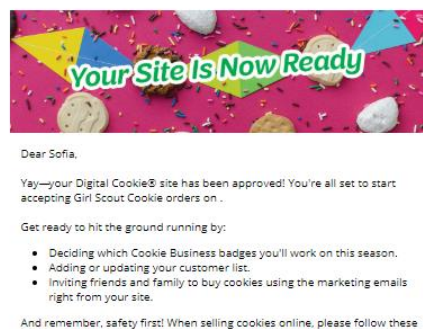 Your Site Is Now Ready
Dear Sofia,
Yay—your Digital Cookie® site has been approved! You're all set to start
accepting Girl Scout Cookie orders on .
Get ready to hit the ground running by:
• Deciding which Cookie Business badges you'll work on this season.
• Adding or updating your customer list.
• Inviting friends and family to buy cookies using the marketing emails
right from your site.
And remember, safety first! When selling cookies online, please follow these